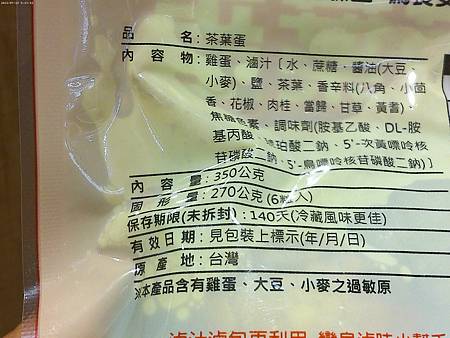 品名:茶葉蛋
內容物:雞蛋、滷汁〔水、蔗糖、醬油(大豆、
小麥)、鹽、茶葉、香辛料(八角、小茴
香、花椒、肉桂、當歸、甘草、黃耆)、
焦糖色素、調味劑(胺基乙酸、DL-胺
基丙酸、琥珀酸二鈉、5'-次黃嘌呤核
苷磷酸二鈉、5'-鳥嘌呤核苷磷酸二鈉)〕
內容量:350公克
固形量:270公克(6粒入)
保存期限(未拆封):140天(冷藏風味更佳)
有效日期:見包裝上標示(年/月/日)
原產地:台灣
※本產品含有雞蛋、大豆、小麥之過敏原